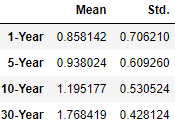 Mean Std.
1-Year 0.858142 0.706210
5-Year 0.938024 0.609260
10-Year 1.195177 0.530524
30-Year 1.768419 0.428124